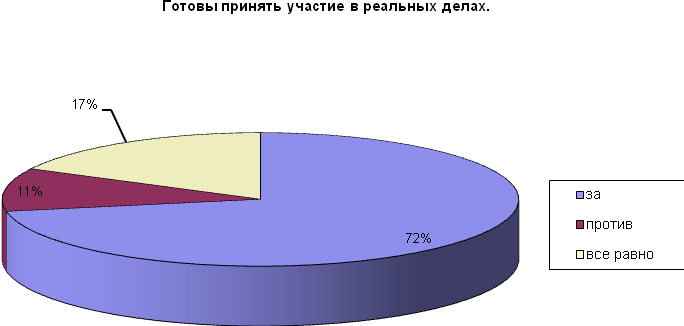 Готовы принять участие в реальных делах.
17%
11%
72%
за
против
все равно